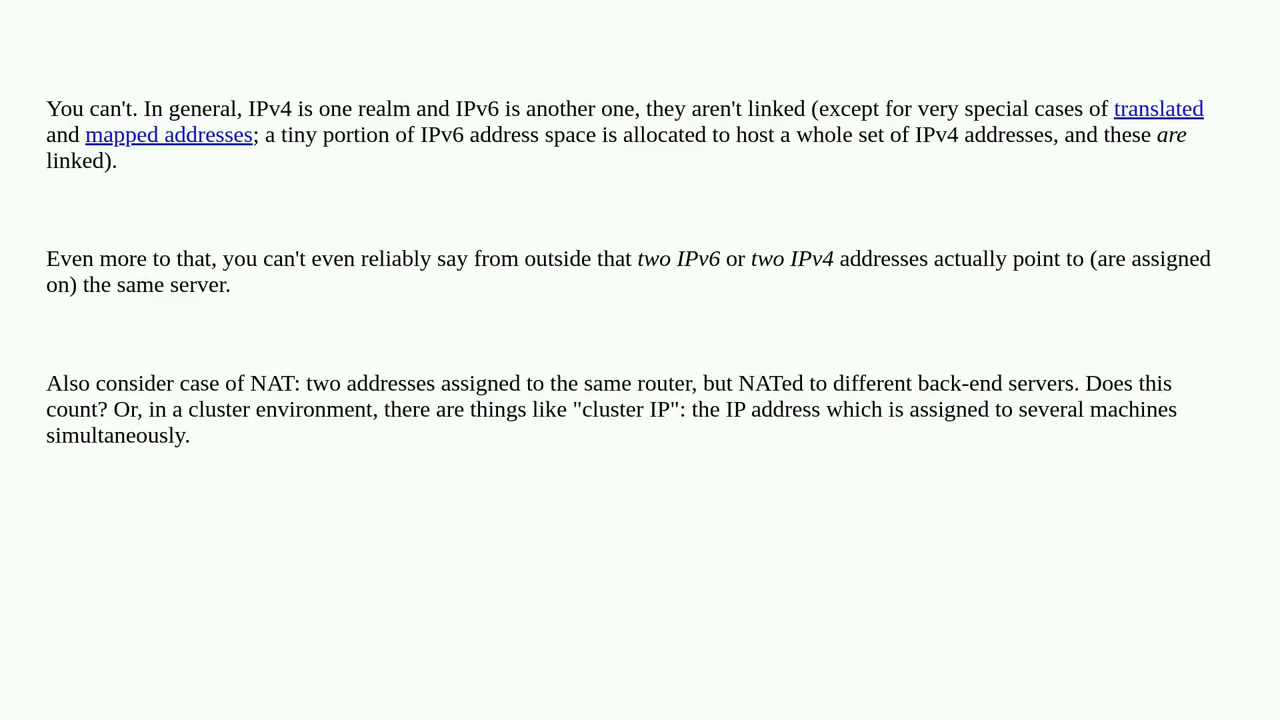 You can't. In general, IPv4 is one realm and IPv6 is another one, they aren't linked (except for very special cases of translated
and mapped addresses; a tiny portion of IPv6 address space is allocated to host a whole set of IPv4 addresses, and these are
linked).
Even more to that, you can't even reliably say from outside that two IPv6 or two IPv4 addresses actually point to (are assigned
on) the same server.
Also consider case of NAT: two addresses assigned to the same router, but NATed to different back-end servers. Does this
count? Or, in a cluster environment, there are things like "cluster IP": the IP address which is assigned to several machines
simultaneously.